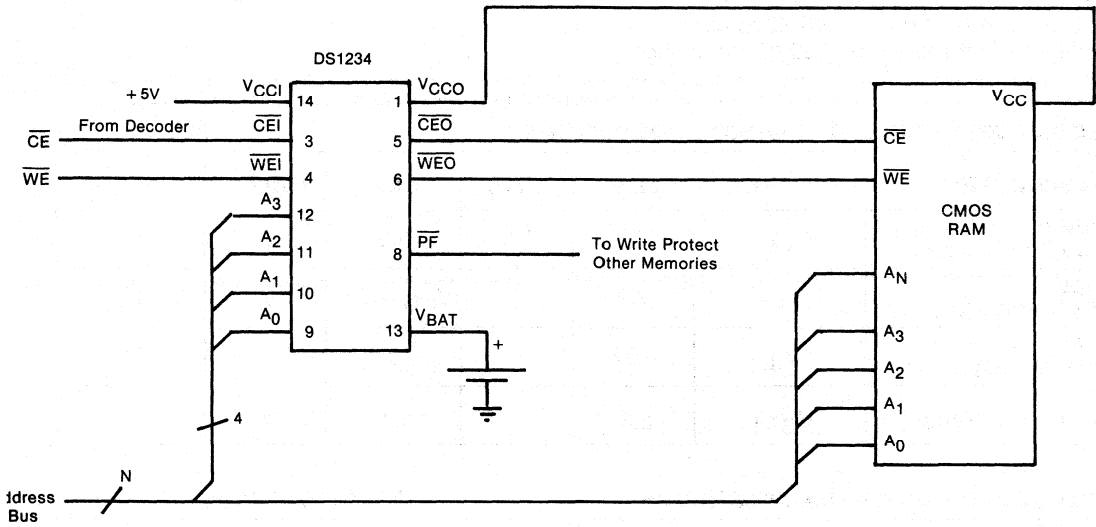 DS1234
+5V
VCCI
14
1
VCCO
VCC
CE
From Decoder
CEI
3
5
CEO
CE
WE
WEI
4
6
WEO
WE
A3
12
CMOS
RAM
A2
11
8
PF
To Write Protect
Other Memories
A1
10
AN
A0
9
13
VBAT
+
A3
A2
A1
A0
4
N
ddress
Bus